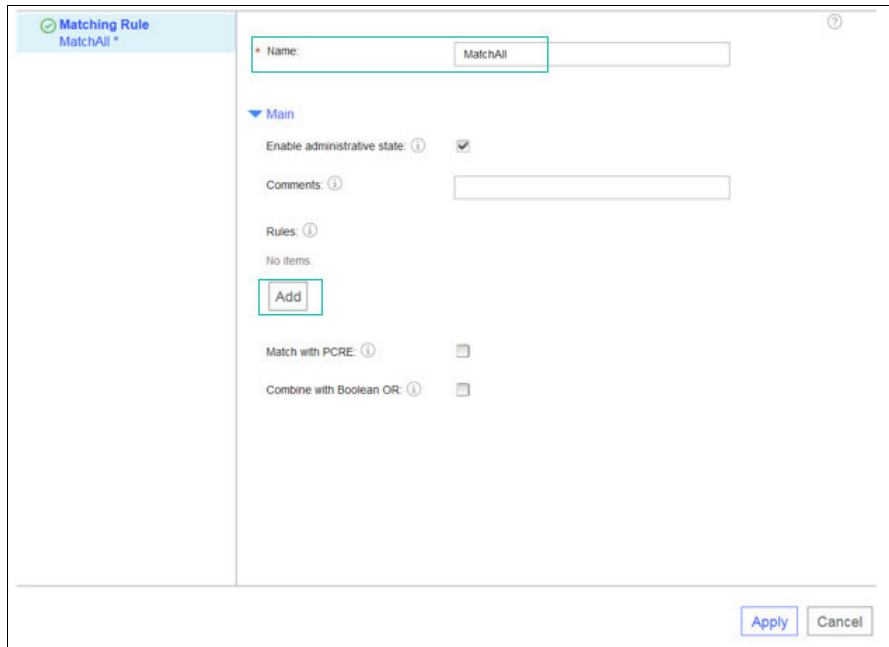 Matching Rule
MatchAll *
* Name: MatchAll
Main
Enable administrative state:
Comments:
Rules:
No items.
Add
Match with PCRE:
Combine with Boolean OR:
Apply Cancel